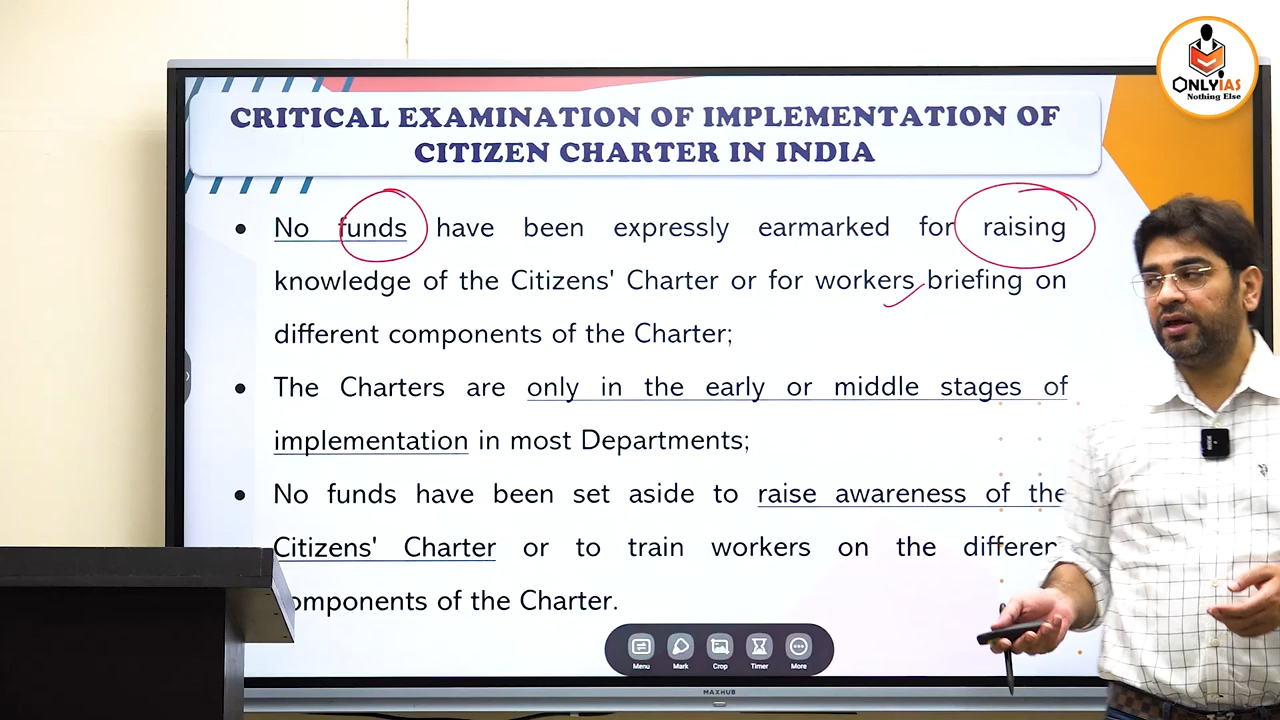 ONLYIAS
Nothing Else
CRITICAL EXAMINATION OF IMPLEMENTATION OF
CITIZEN CHARTER IN INDIA
• No funds have been expressly earmarked for raising
knowledge of the Citizens' Charter or for workers briefing on
different components of the Charter;
• The Charters are only in the early or middle stages of
implementation in most Departments;
• No funds have been set aside to raise awareness of the
Citizens' Charter or to train workers on the different
components of the Charter.
Menu Mark Crop Timer More
MAXHUB